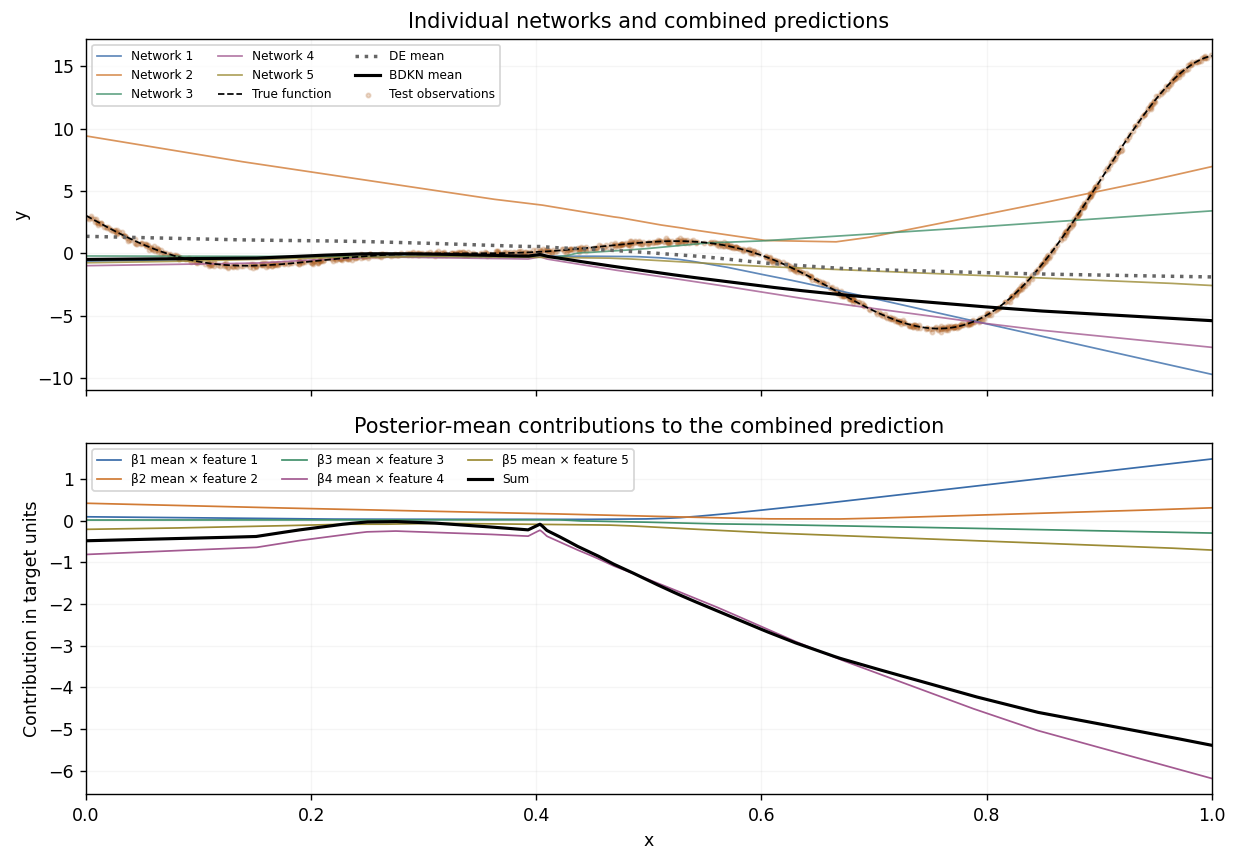 Individual networks and combined predictions
Network 1
Network 2
Network 3
Network 4
Network 5
True function
DE mean
BDKN mean
Test observations
y
15
10
5
0
−5
−10
Posterior-mean contributions to the combined prediction
β1 mean × feature 1
β2 mean × feature 2
β3 mean × feature 3
β4 mean × feature 4
β5 mean × feature 5
Sum
Contribution in target units
1
0
−1
−2
−3
−4
−5
−6
0.0 0.2 0.4 0.6 0.8 1.0
x